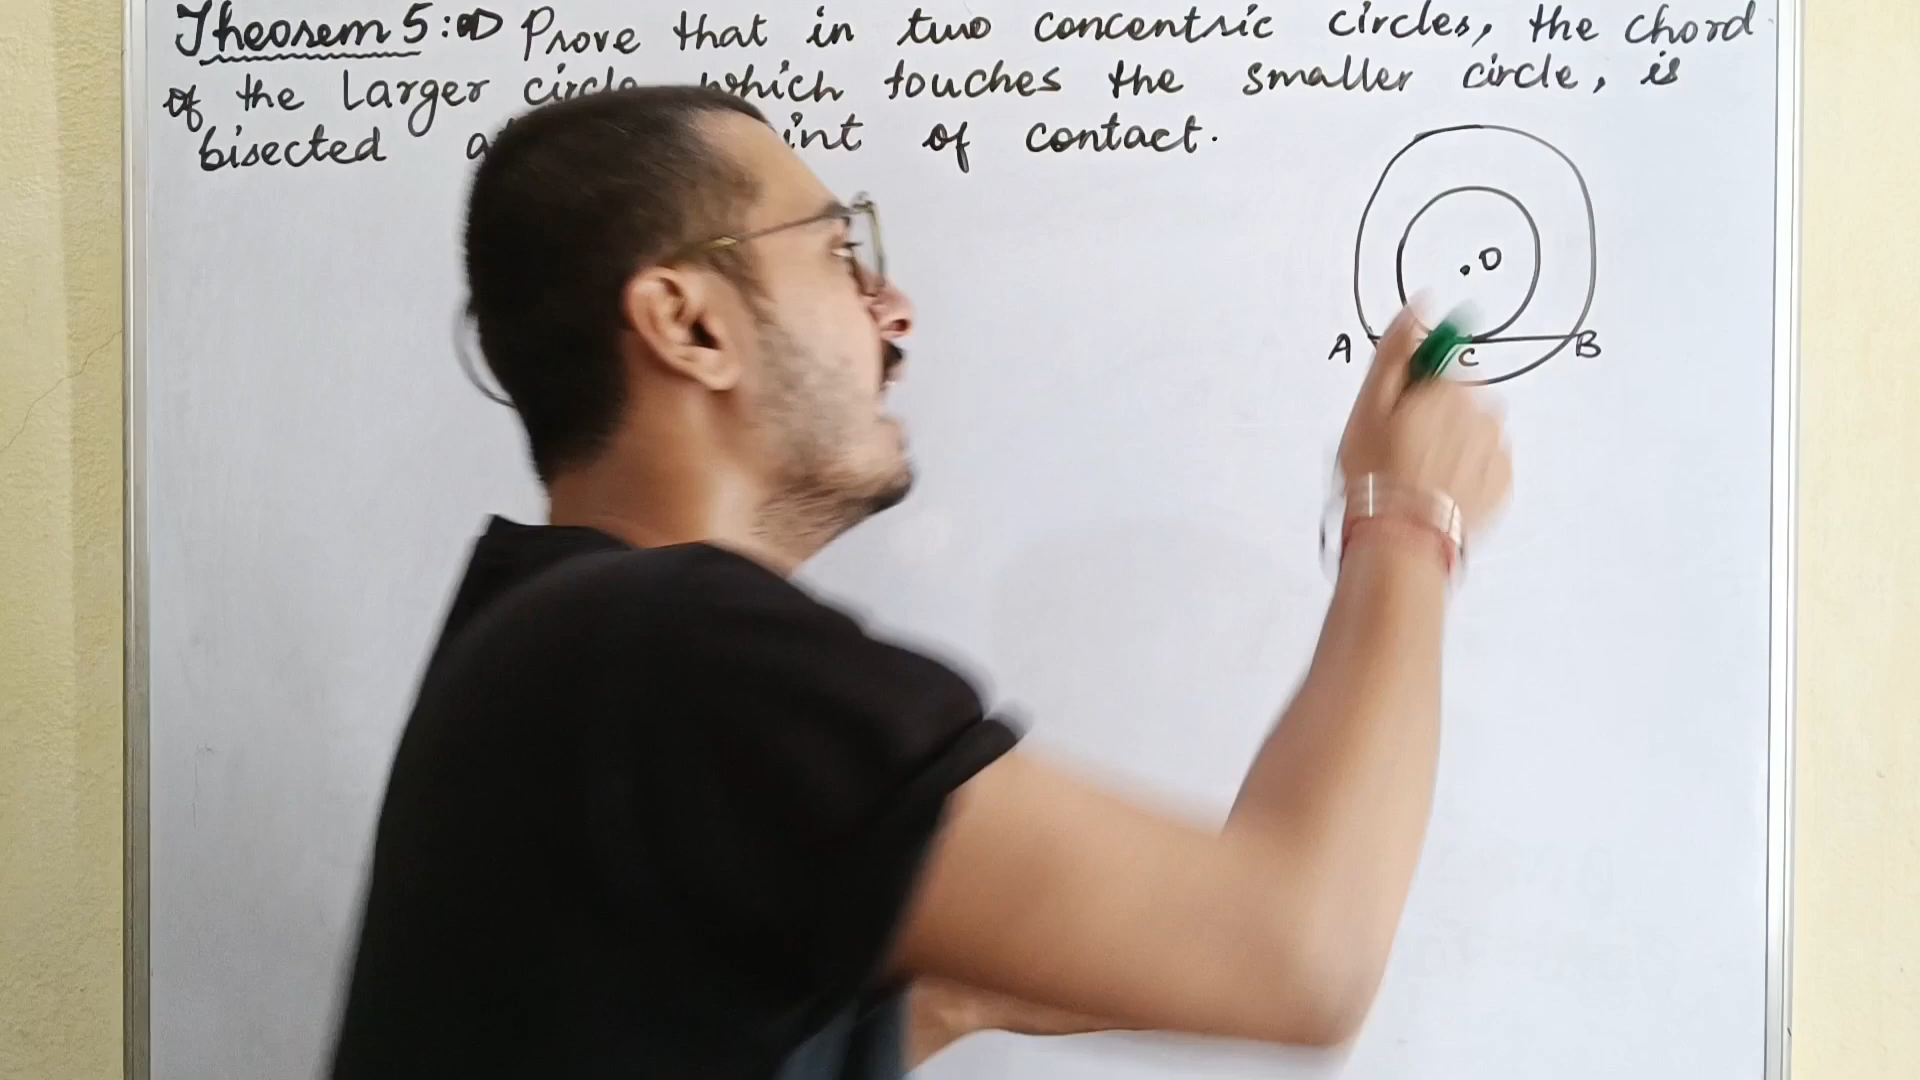 Theorem 5:⇒ Prove that in two concentric circles, the chord
of the larger circle which touches the smaller circle, is
bisected of contact.
O
A C B